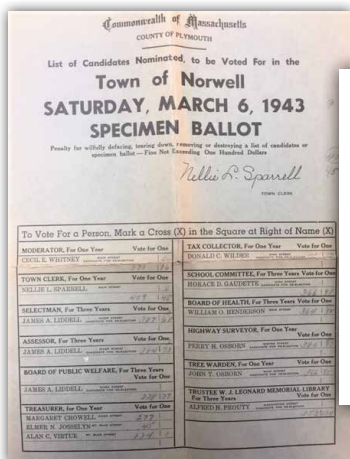 Commonwealth of Massachusetts
COUNTY OF PLYMOUTH
List of Candidates Nominated, to be Voted For in the
Town of Norwell
SATURDAY, MARCH 6, 1943
SPECIMEN BALLOT
Penalty for wilfully defacing, tearing down, removing or destroying a list of candidates or
specimen ballot—Fine Not Exceeding One Hundred Dollars
Nellie L. Sparrell
TOWN CLERK
To Vote For a Person, Mark a Cross (X) in the Square at Right of Name (X)
MODERATOR, For One Year Vote for One
CECIL E. WHITNEY
TOWN CLERK, For One Year Vote for One
NELLIE L. SPARRELL
SELECTMAN, For Three Years Vote for One
JAMES A. LIDDELL
ASSESSOR, For Three Years Vote for One
JAMES A. LIDDELL
BOARD OF PUBLIC WELFARE, For Three Years
Vote for One
JAMES A. LIDDELL
TREASURER, for One Year Vote for One
MARGARET CROWELL
ELMER N. JOSSELYN
ALAN C. VIRTUE
TAX COLLECTOR, For One Year Vote for One
DONALD C. WILDER
SCHOOL COMMITTEE, For Three Years Vote for One
HORACE D. GAUDETTE
BOARD OF HEALTH, For Three Years Vote for One
WILLIAM O. HENDERSON
HIGHWAY SURVEYOR, For One Year
Vote for One
PERRY H. OSBORN
TREE WARDEN, For One Year Vote for One
JOHN T. OSBORN
TRUSTEE W. J. LEONARD MEMORIAL LIBRARY
Vote for One
ALFRED H. PROUTY